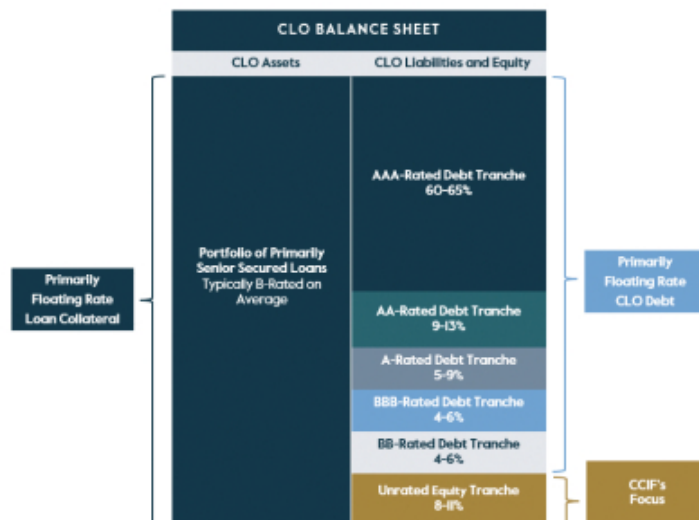 CLO BALANCE SHEET
CLO Assets
CLO Liabilities and Equity
Primarily
Floating Rate
Loan Collateral
Portfolio of Primarily
Senior Secured Loans
Typically B-Rated on
Average
AAA-Rated Debt Tranche
60-65%
AA-Rated Debt Tranche
9-13%
A-Rated Debt Tranche
5-9%
BBB-Rated Debt Tranche
4-6%
BB-Rated Debt Tranche
4-6%
Unrated Equity Tranche
8-11%
Primarily
Floating Rate
CLO Debt
CCIF's
Focus